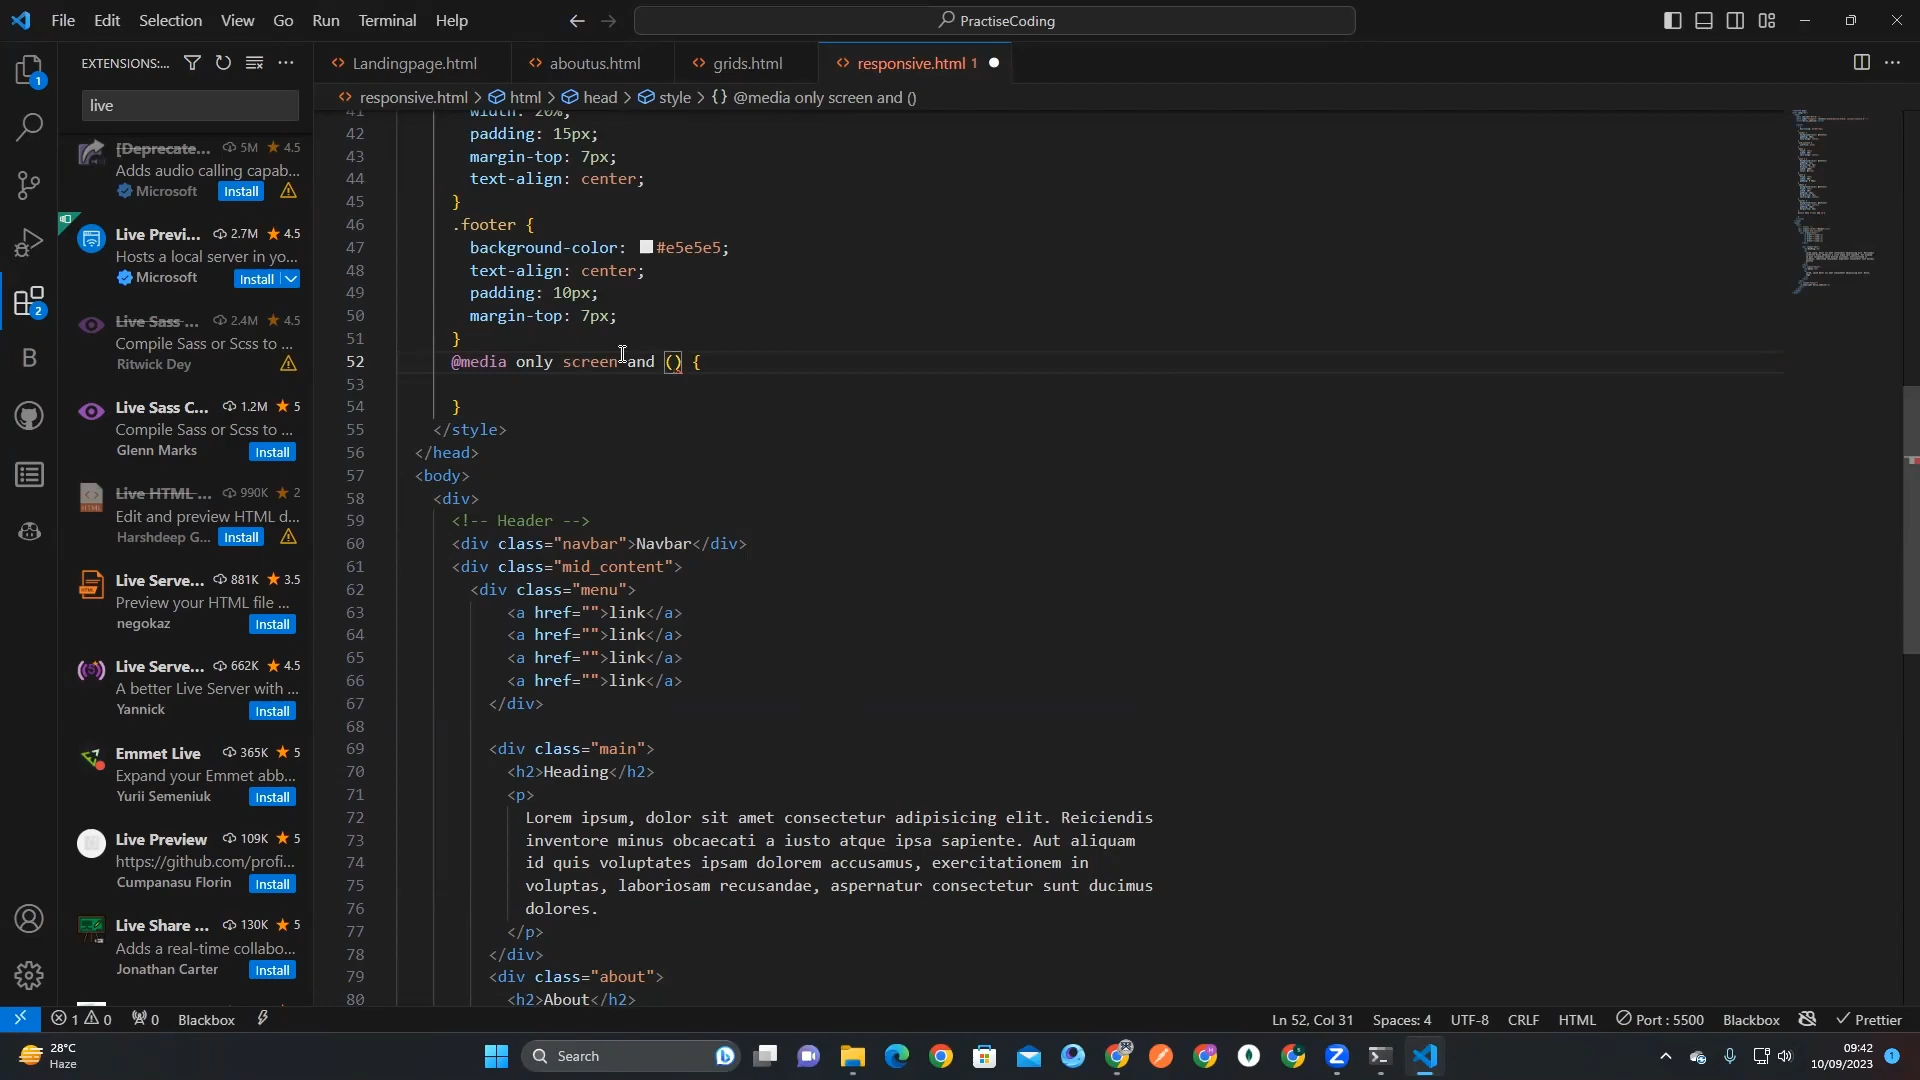 File Edit Selection View Go Run Terminal Help
PractiseCoding
EXTENSIONS:...
live
[Deprecate... 5M 4.5
Adds audio calling capab...
Microsoft Install
Live Previ... 2.7M 4.5
Hosts a local server in yo...
Microsoft Install
Live Sass ... 2.4M 4.5
Compile Sass or Scss to ...
Ritwick Dey
Live Sass C... 1.2M 5
Compile Sass or Scss to ...
Glenn Marks Install
Live HTML ... 990K 2
Edit and preview HTML d...
Harshdeep G... Install
Live Serve... 881K 3.5
Preview your HTML file ...
negokaz Install
Live Serve... 662K 4.5
A better Live Server with ...
Yannick Install
Emmet Live 365K 5
Expand your Emmet abb...
Yurii Semeniuk Install
Live Preview 109K 5
https://github.com/profi...
Cumpanasu Florin Install
Live Share ... 130K 5
Adds a real-time collabo...
Jonathan Carter Install
Landingpage.html aboutus.html grids.html responsive.html 1
responsive.html > html > head > style > {} @media only screen and ()
41 width: 20%;
42 padding: 15px;
43 margin-top: 7px;
44 text-align: center;
45 }
46 .footer {
47 background-color: #e5e5e5;
48 text-align: center;
49 padding: 10px;
50 margin-top: 7px;
51 }
52 @media only screen and () {
53
54 }
55 </style>
56 </head>
57 <body>
58 <div>
59 <!-- Header -->
60 <div class="navbar">Navbar</div>
61 <div class="mid_content">
62 <div class="menu">
63 <a href="">link</a>
64 <a href="">link</a>
65 <a href="">link</a>
66 <a href="">link</a>
67 </div>
68
69 <div class="main">
70 <h2>Heading</h2>
71 <p>
72 Lorem ipsum, dolor sit amet consectetur adipisicing elit. Reiciendis
73 inventore minus obcaecati a iusto atque ipsa sapiente. Aut aliquam
74 id quis voluptates ipsam dolorem accusamus, exercitationem in
75 voluptas, laboriosam recusandae, aspernatur consectetur sunt ducimus
76 dolores.
77 </p>
78 </div>
79 <div class="about">
80 <h2>About</h2>
1 0 0 Blackbox
Ln 52, Col 31 Spaces: 4 UTF-8 CRLF HTML Port : 5500 Blackbox Prettier
28°C
Haze
Search
09:42
10/09/2023
1